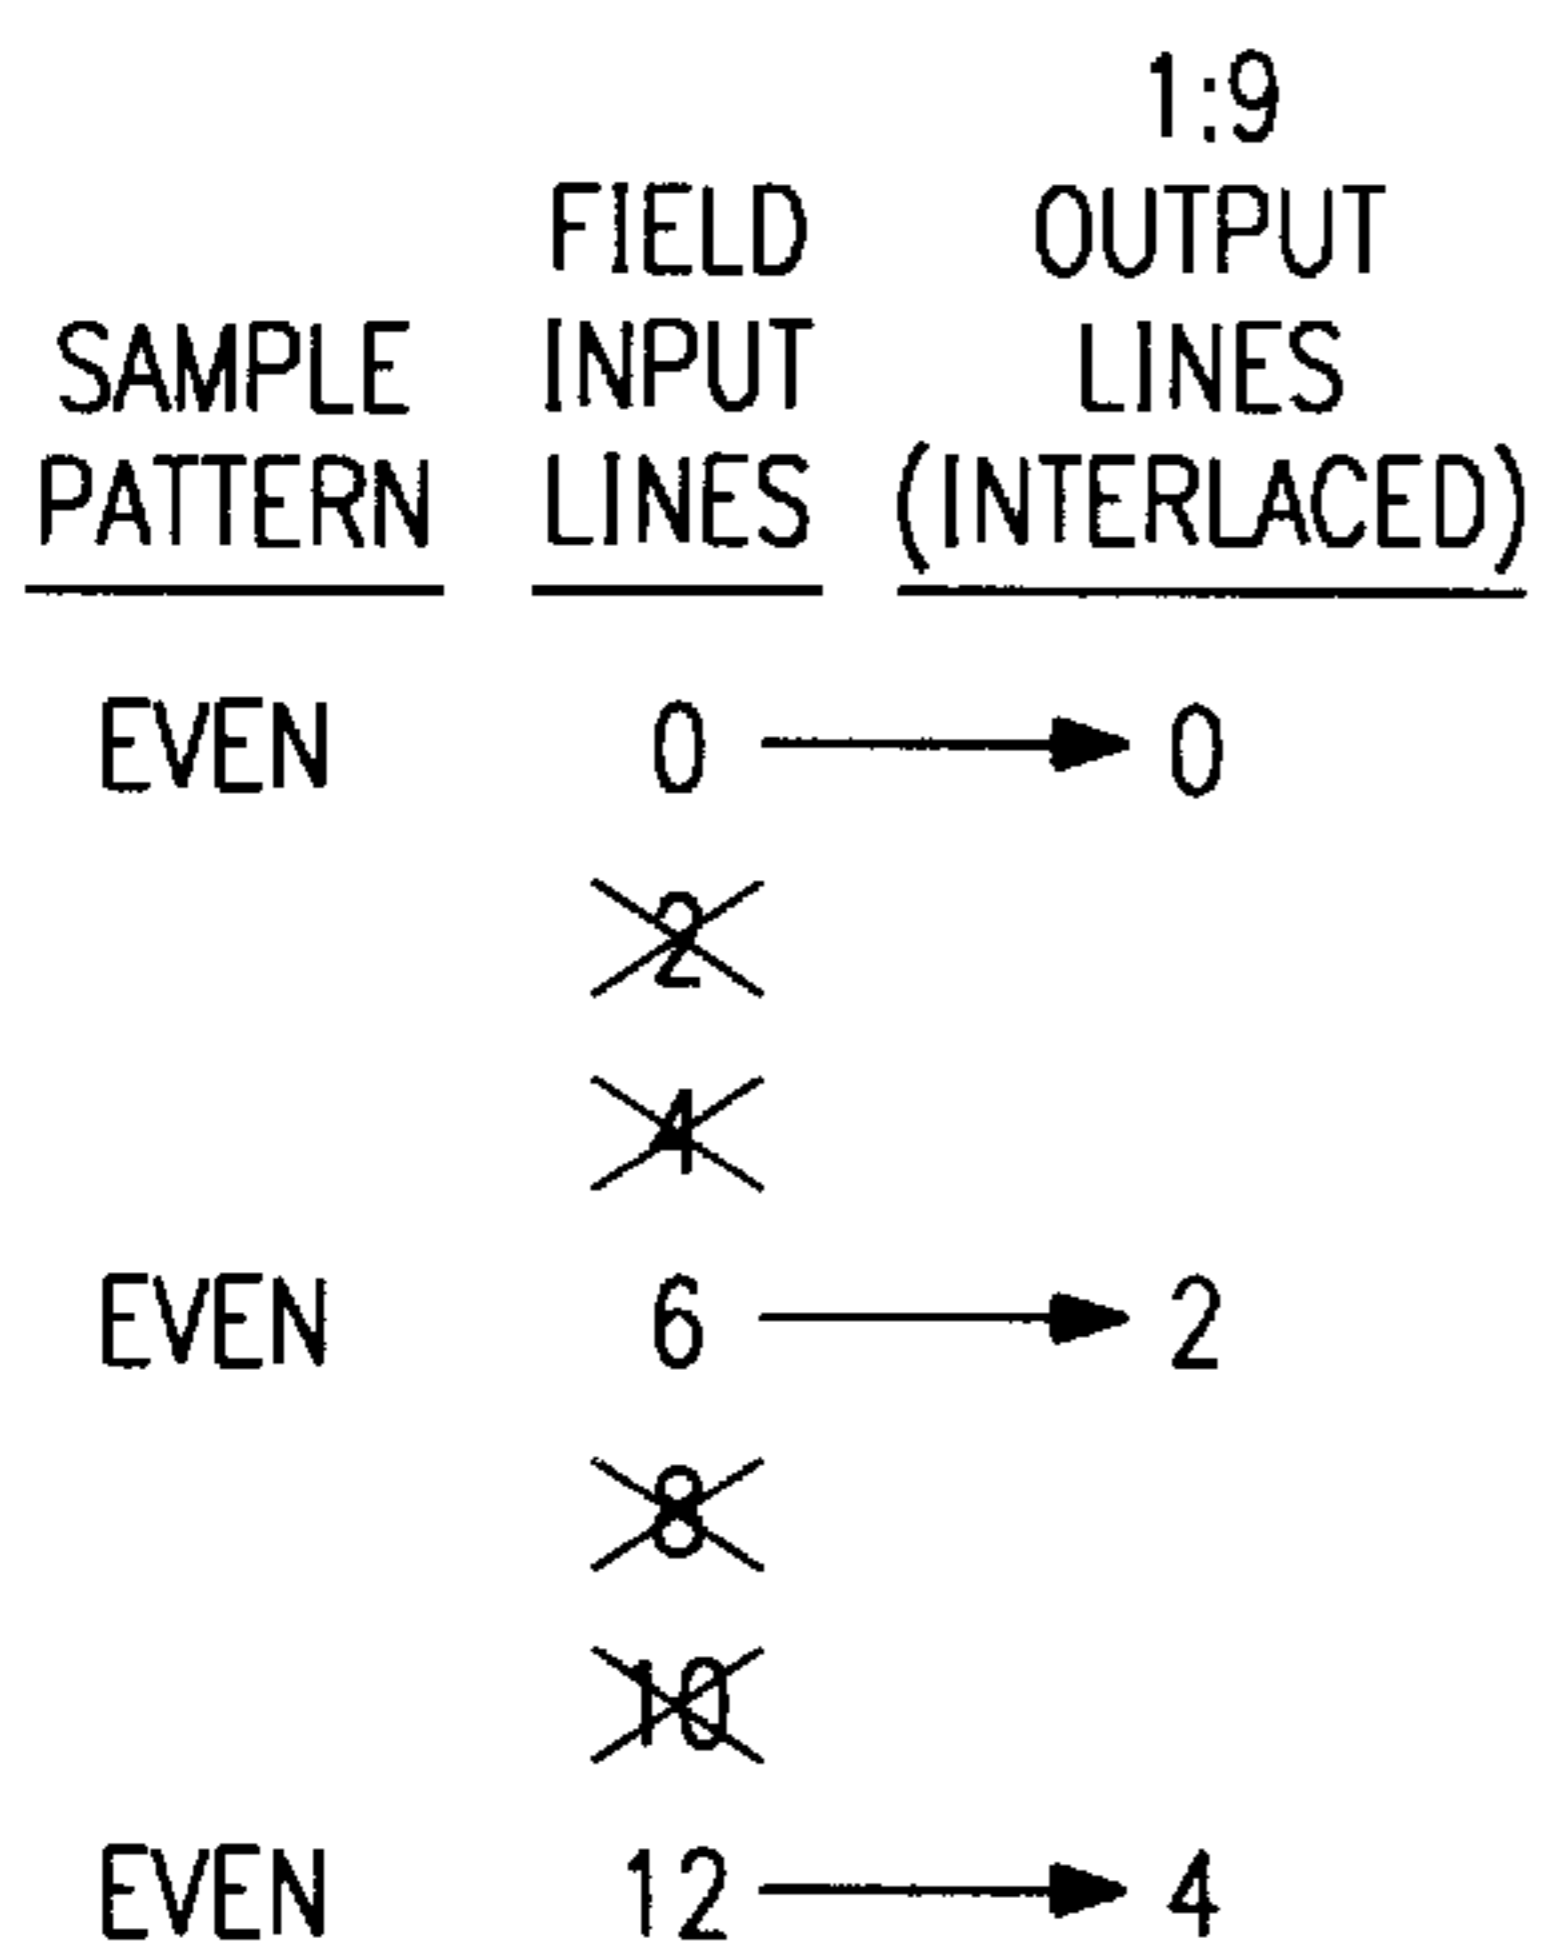 1:9
FIELD OUTPUT
SAMPLE INPUT LINES
PATTERN LINES (INTERLACED)
EVEN 0 0
2
4
EVEN 6 2
8
10
EVEN 12 4